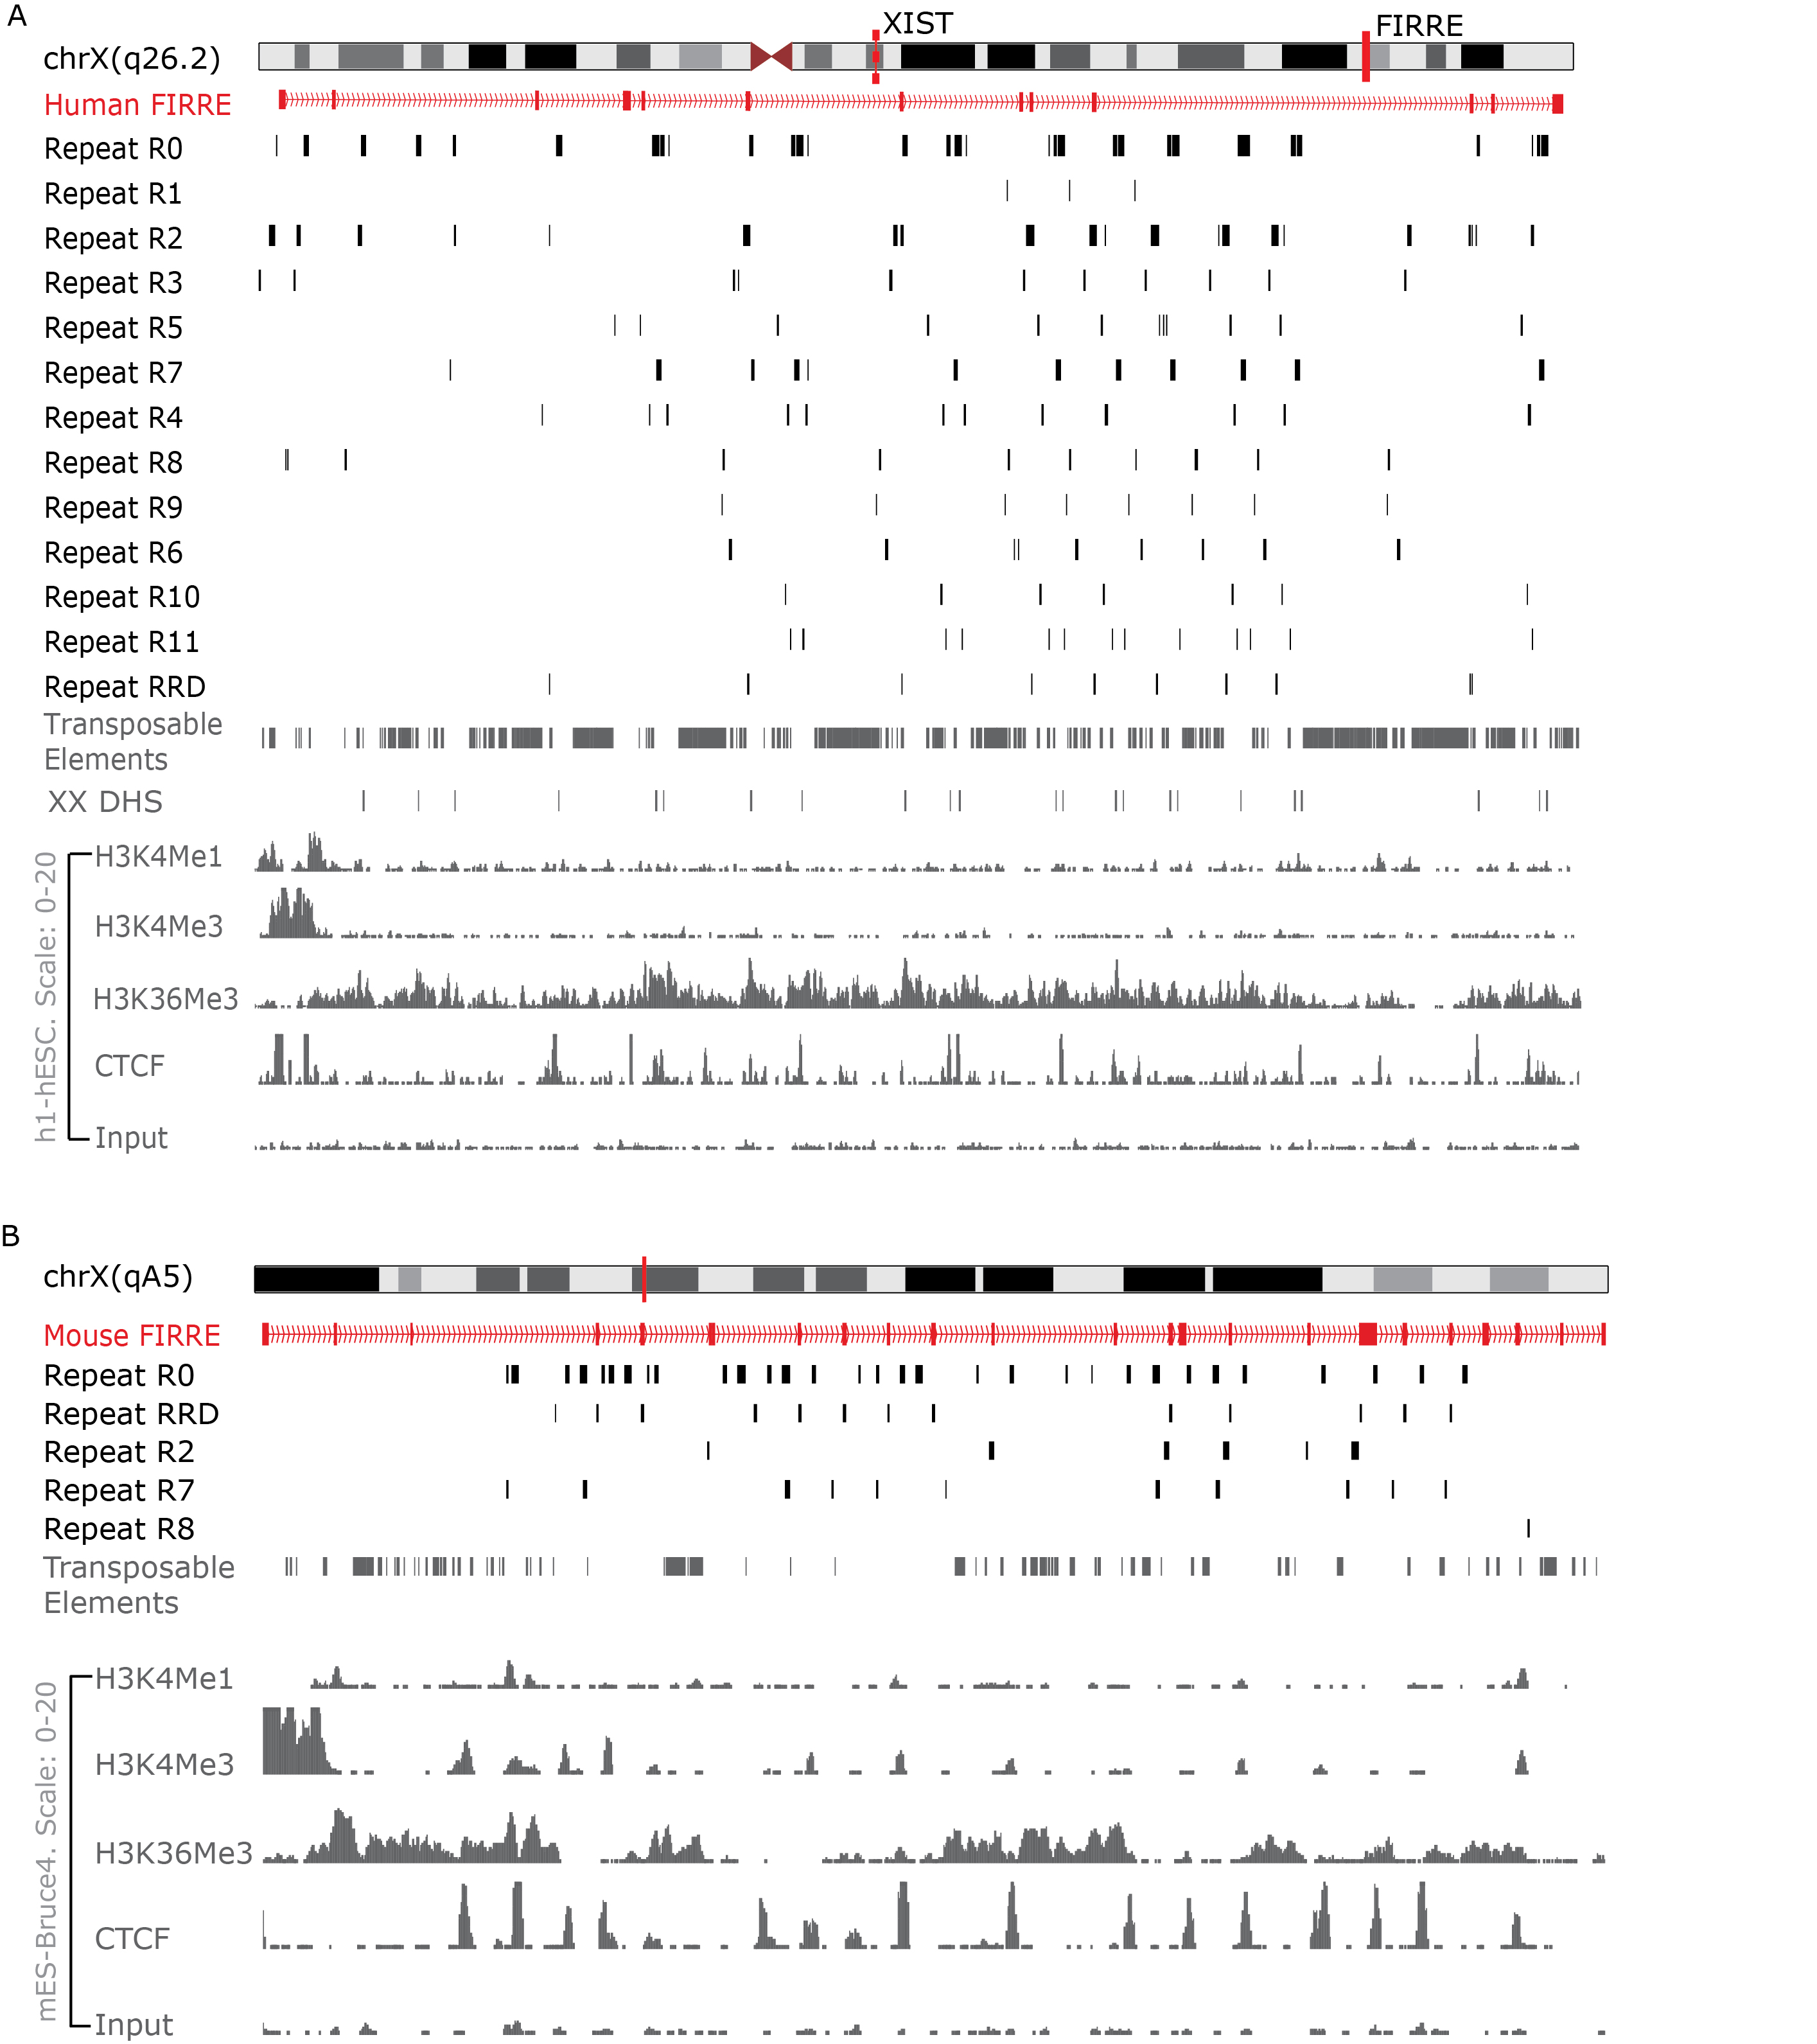 A
XIST
FIRRE
chrX(q26.2)
Human FIRRE
Repeat R0
Repeat R1
Repeat R2
Repeat R3
Repeat R5
Repeat R7
Repeat R4
Repeat R8
Repeat R9
Repeat R6
Repeat R10
Repeat R11
Repeat RRD
Transposable
Elements
XX DHS
h1-hESC. Scale: 0-20
H3K4Me1
H3K4Me3
H3K36Me3
CTCF
Input
B
chrX(qA5)
Mouse FIRRE
Repeat R0
Repeat RRD
Repeat R2
Repeat R7
Repeat R8
Transposable
Elements
mES-Bruce4. Scale: 0-20
H3K4Me1
H3K4Me3
H3K36Me3
CTCF
Input